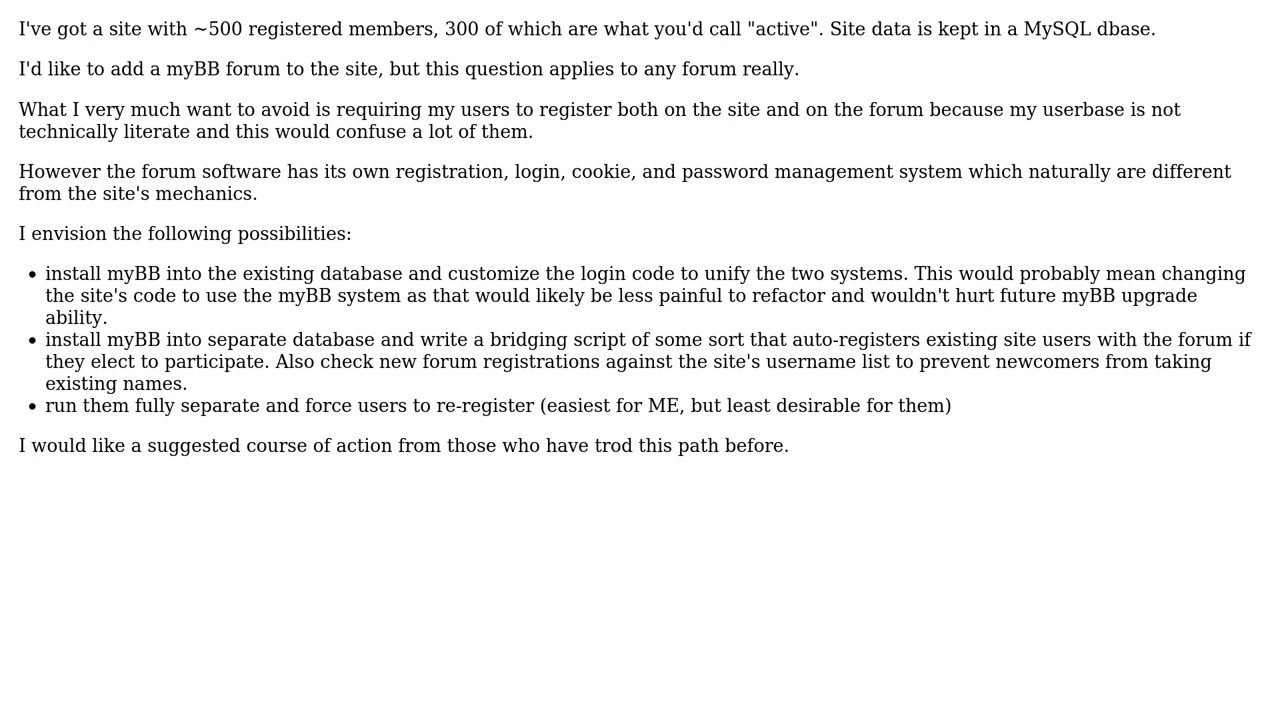 I've got a site with ~500 registered members, 300 of which are what you'd call "active". Site data is kept in a MySQL dbase.
I'd like to add a myBB forum to the site, but this question applies to any forum really.
What I very much want to avoid is requiring my users to register both on the site and on the forum because my userbase is not
technically literate and this would confuse a lot of them.
However the forum software has its own registration, login, cookie, and password management system which naturally are different
from the site's mechanics.
I envision the following possibilities:
• install myBB into the existing database and customize the login code to unify the two systems. This would probably mean changing
the site's code to use the myBB system as that would likely be less painful to refactor and wouldn't hurt future myBB upgrade
ability.
• install myBB into separate database and write a bridging script of some sort that auto-registers existing site users with the forum if
they elect to participate. Also check new forum registrations against the site's username list to prevent newcomers from taking
existing names.
• run them fully separate and force users to re-register (easiest for ME, but least desirable for them)
I would like a suggested course of action from those who have trod this path before.